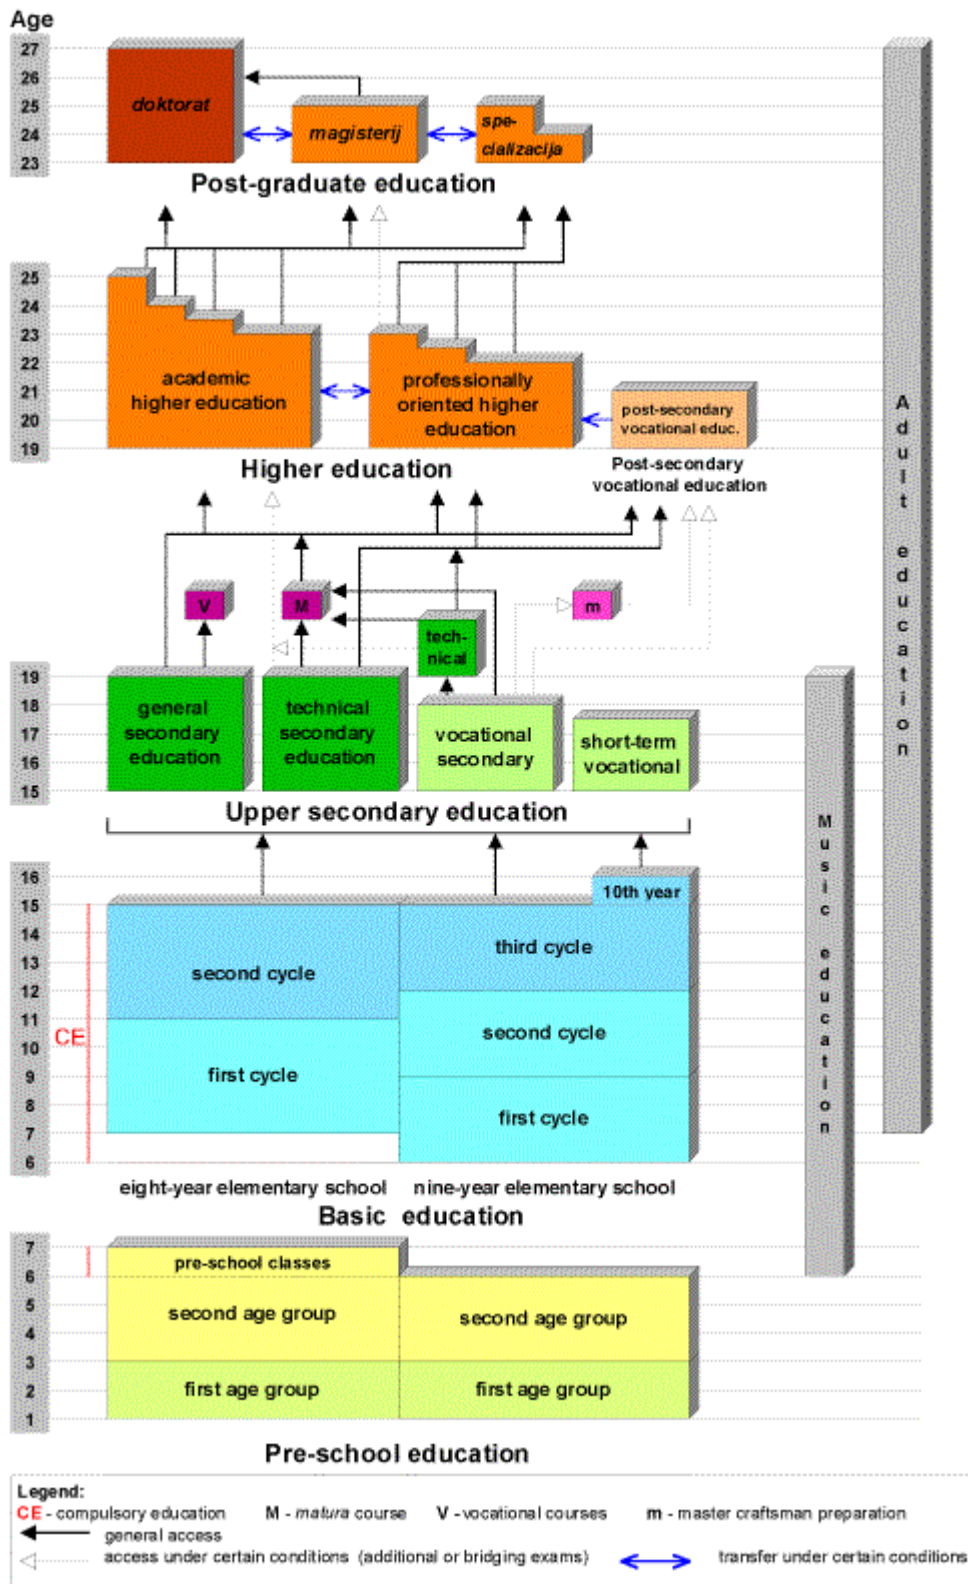 Age
27
26
25
24
23
doktorat
magisterij
spe-
cializacija
Post-graduate education
25
24
23
22
21
20
19
academic
higher education
professionally
oriented higher
education
post-secondary
vocational educ.
Higher education
Post-secondary
vocational education
V
M
m
tech-
nical
19
18
17
16
15
general
secondary
education
technical
secondary
education
vocational
secondary
short-term
vocational
Upper secondary education
16
15
14
13
12
11
10
9
8
7
6
CE
10th year
second cycle
third cycle
second cycle
first cycle
first cycle
eight-year elementary school
nine-year elementary school
Basic education
7
6
5
4
3
2
1
pre-school classes
second age group
second age group
first age group
first age group
Pre-school education
Music education
Adult education
Legend:
CE - compulsory education M - matura course V - vocational courses m - master craftsman preparation
general access
access under certain conditions (additional or bridging exams) transfer under certain conditions